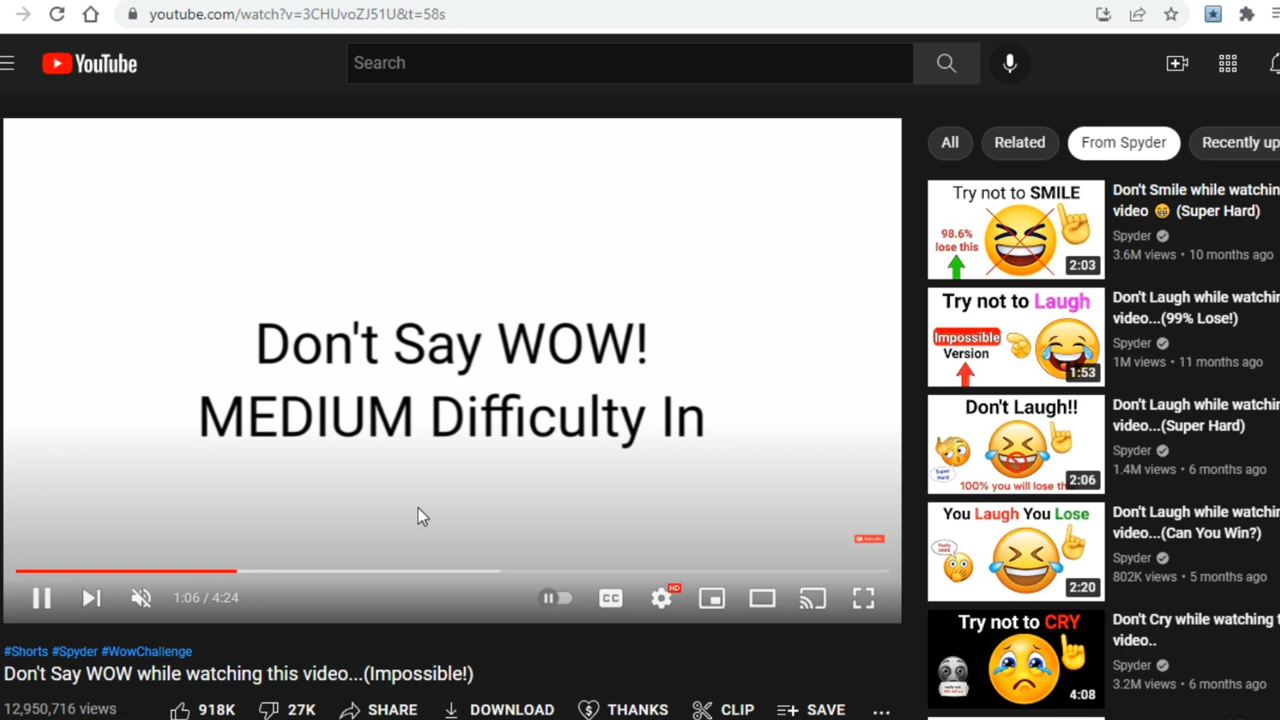 youtube.com/watch?v=3CHUvoZJ51U&t=58s
YouTube
Search
Don't Say WOW!
MEDIUM Difficulty In
Subscribe
1:06 / 4:24
CC
HD
#Shorts #Spyder #WowChallenge
Don't Say WOW while watching this video...(Impossible!)
12,950,716 views
918K
27K
SHARE
DOWNLOAD
THANKS
CLIP
SAVE
All
Related
From Spyder
Recently up
Try not to SMILE
98.6%
lose this
2:03
Don't Smile while watching
video 😁 (Super Hard)
Spyder
3.6M views • 10 months ago
Try not to Laugh
Impossible
Version
1:53
Don't Laugh while watchin
video...(99% Lose!)
Spyder
1M views • 11 months ago
Don't Laugh!!
Super
Hard
100% you will lose th
2:06
Don't Laugh while watchin
video...(Super Hard)
Spyder
1.4M views • 6 months ago
You Laugh You Lose
2:20
Don't Laugh while watchin
video...(Can You Win?)
Spyder
802K views • 5 months ago
Try not to CRY
4:08
Don't Cry while watching t
video..
Spyder
3.2M views • 6 months ago